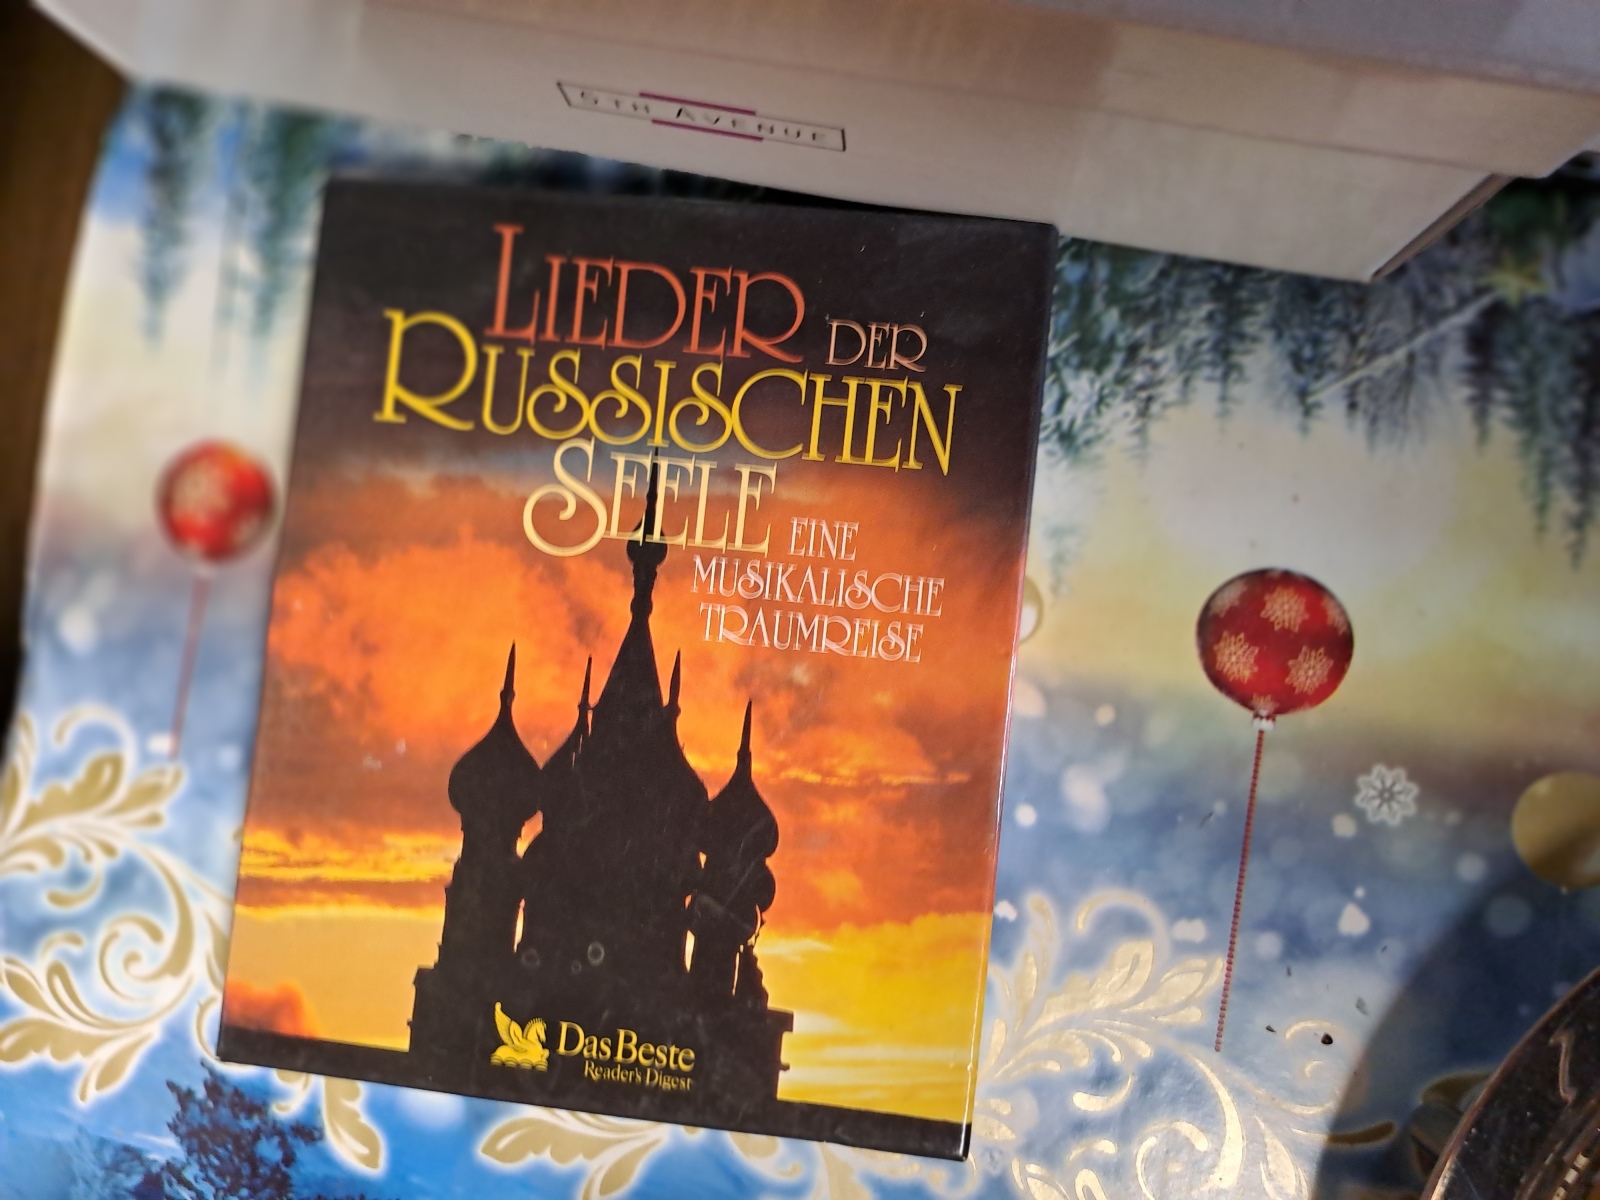 5TH AVENUE
LIEDER DER
RUSSISCHEN
SEELE EINE
MUSIKALISCHE
TRAUMREISE
Das Beste
Reader's Digest